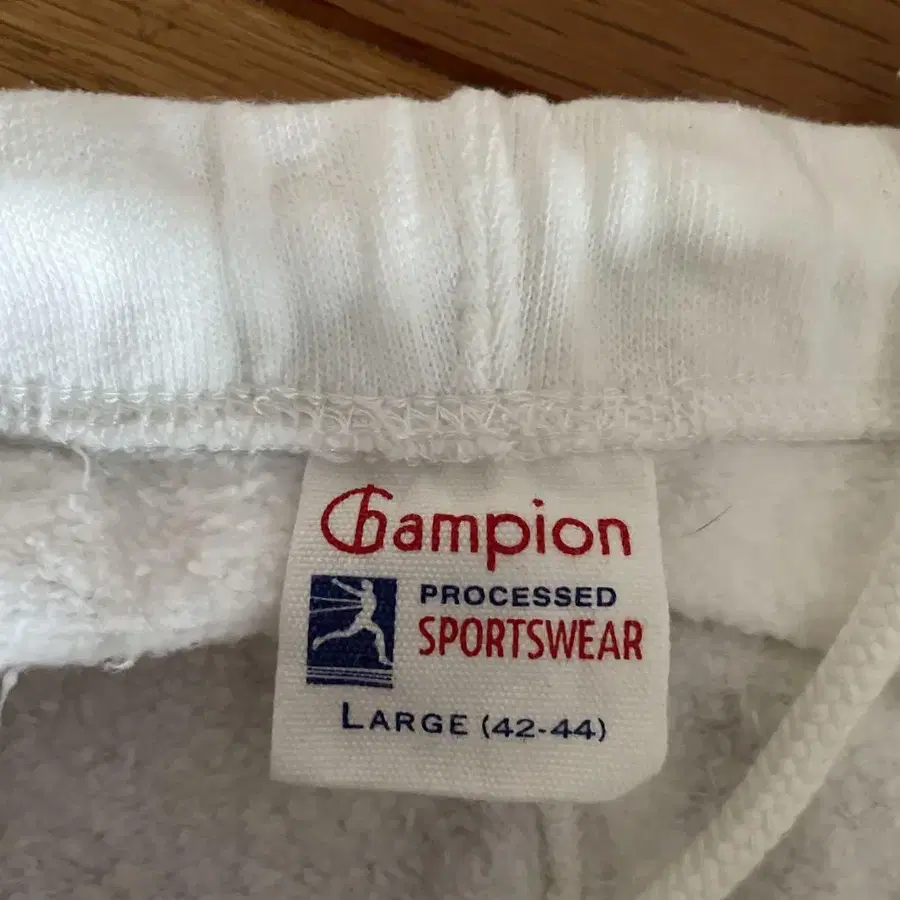 Champion
PROCESSED
SPORTSWEAR
LARGE (42-44)